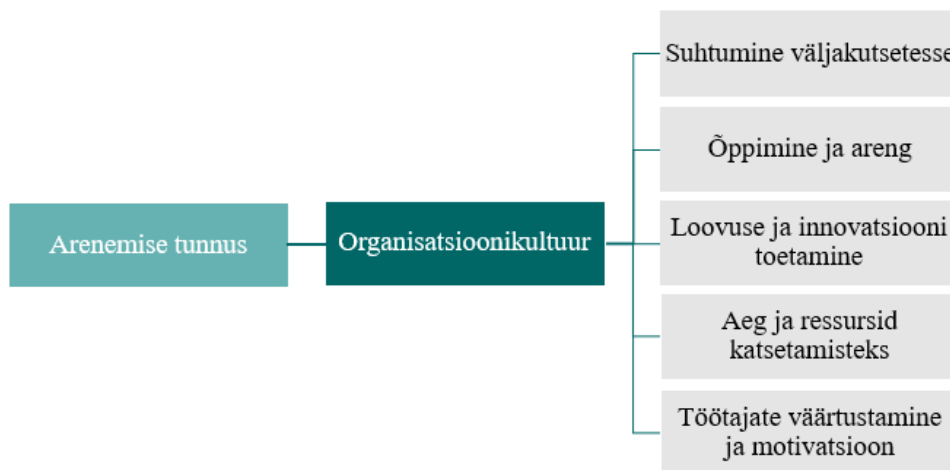 Suhtumine väljakutsetesse
Õppimine ja areng
Arenemise tunnus
Organisatsioonikultuur
Loovuse ja innovatsiooni
toetamine
Aeg ja ressursid
katsetamisteks
Töötajate väärtustamine
ja motivatsioon